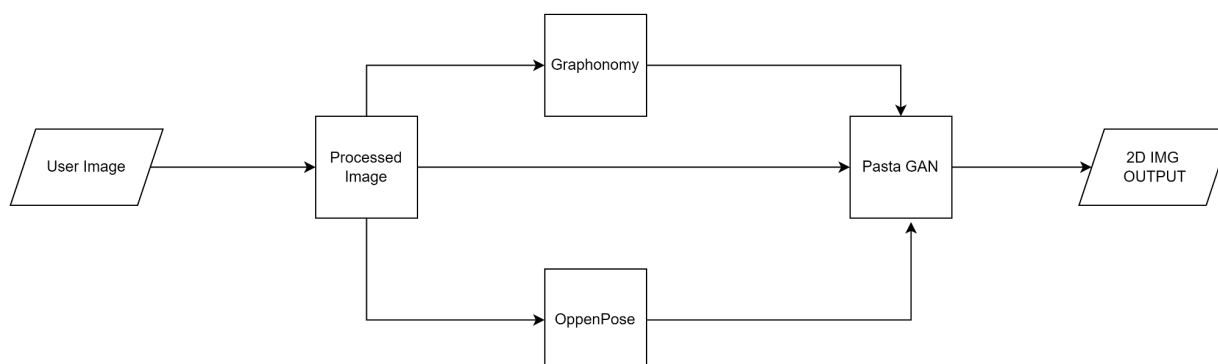 Graphonomy
User Image
Processed
Image
Pasta GAN
2D IMG
OUTPUT
OppenPose